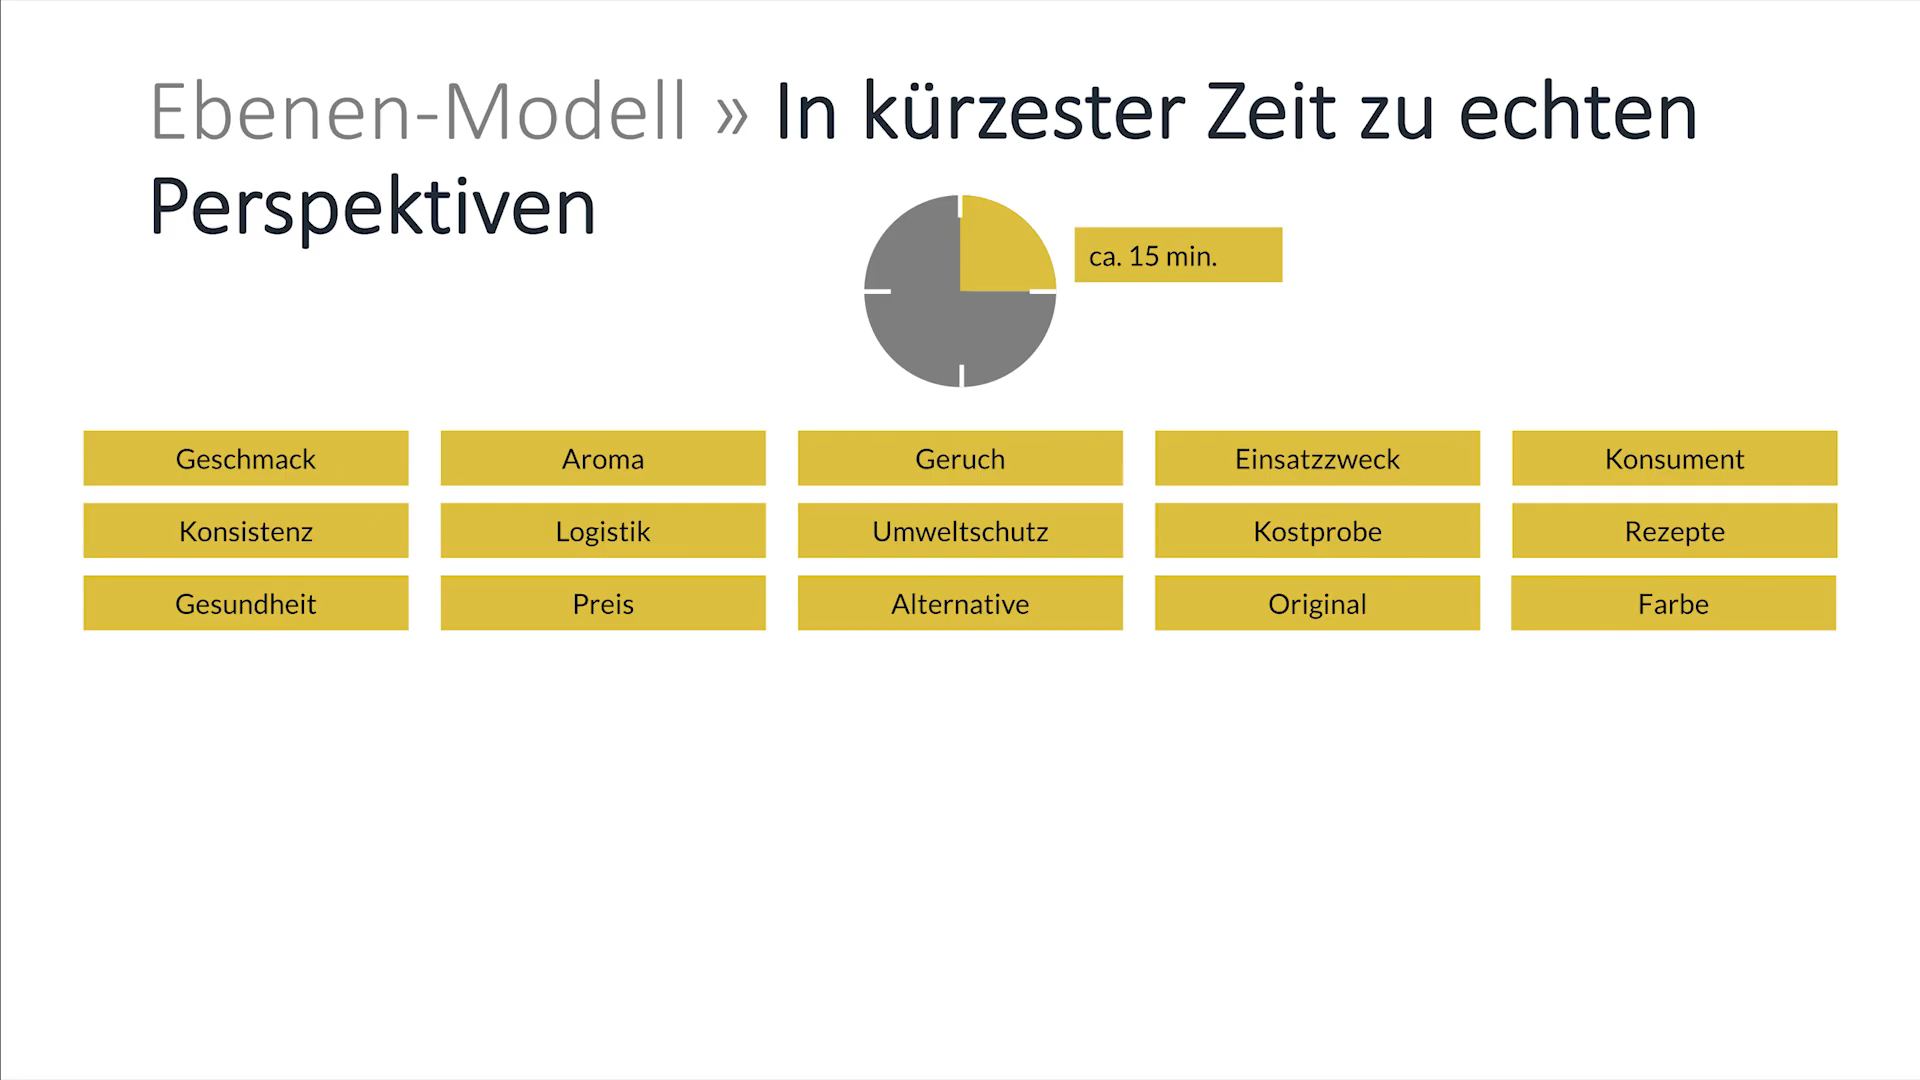 Ebenen-Modell » In kürzester Zeit zu echten
Perspektiven
ca. 15 min.
Geschmack Aroma Geruch Einsatzzweck Konsument
Konsistenz Logistik Umweltschutz Kostprobe Rezepte
Gesundheit Preis Alternative Original Farbe